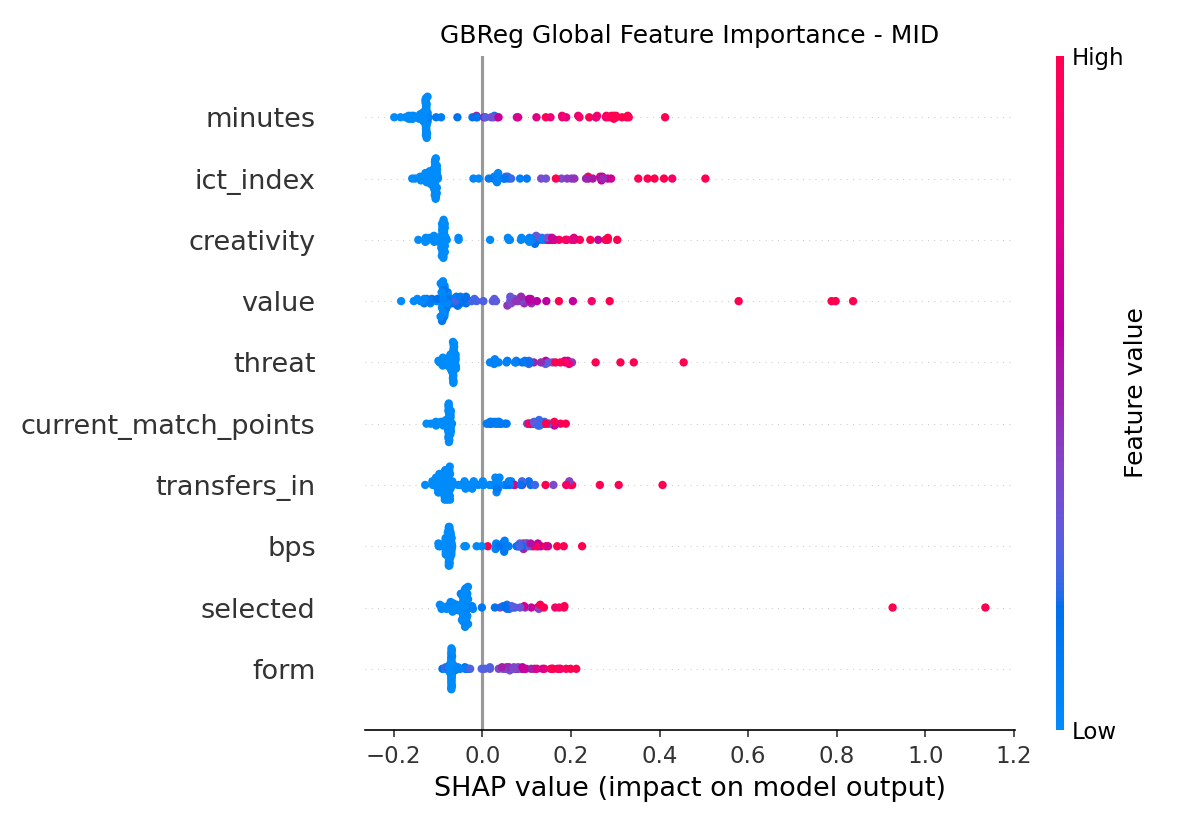 GBReg Global Feature Importance - MID
High
minutes
ict_index
creativity
value
threat
current_match_points
transfers_in
bps
selected
form
Feature value
Low
−0.2 0.0 0.2 0.4 0.6 0.8 1.0 1.2
SHAP value (impact on model output)